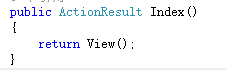 public ActionResult Index()
{
    return View();
}